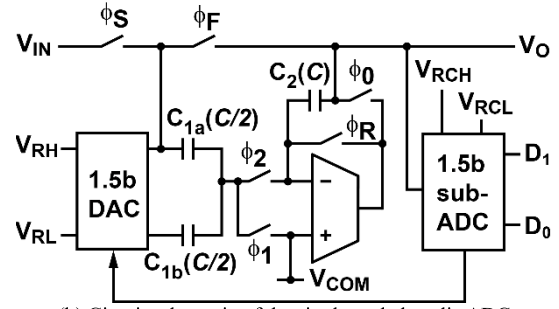 ϕS
ϕF
VIN
VO
C2(C)
ϕ0
VRCH
VRCL
C1a(C/2)
ϕR
VRH
1.5b
DAC
ϕ2
−
1.5b
sub-
ADC
D1
VRL
ϕ1
+
D0
C1b(C/2)
VCOM